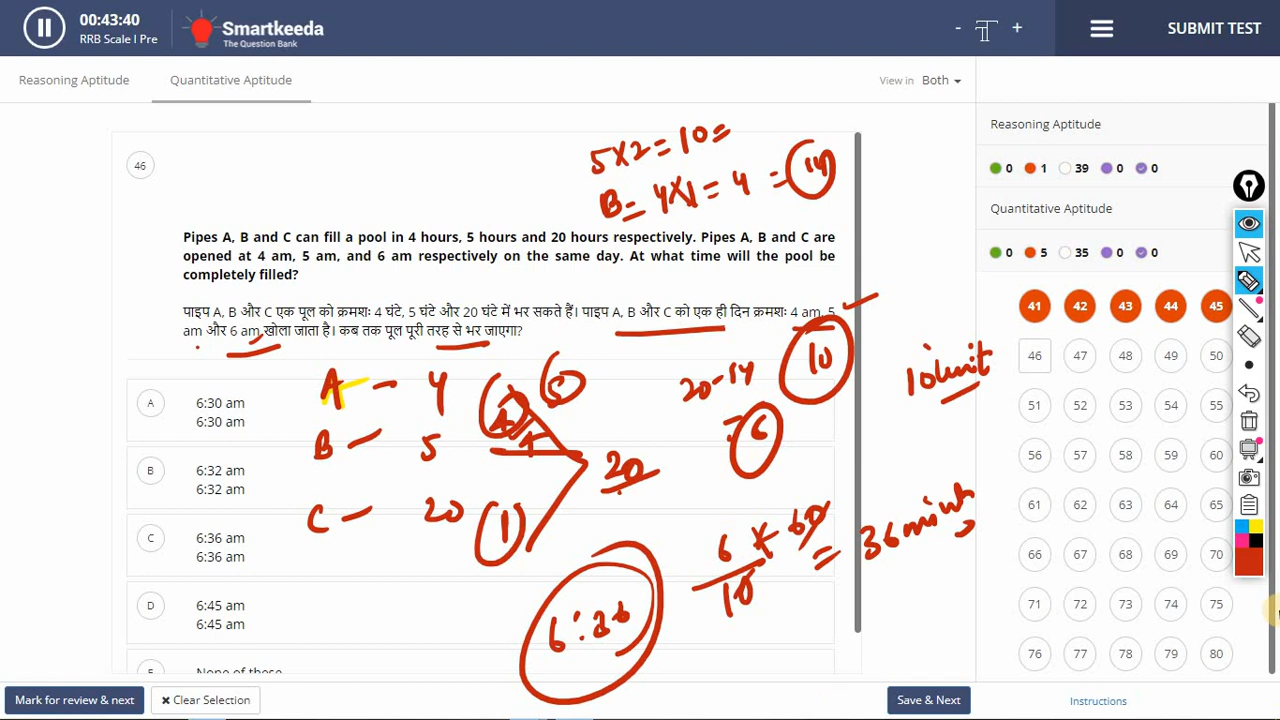 00:43:40
RRB Scale I Pre
Smartkeeda
The Question Bank
- T +
SUBMIT TEST
Reasoning Aptitude
Quantitative Aptitude
View in Both
46
5x2=10=
B= 4x1=4 = 14
Pipes A, B and C can fill a pool in 4 hours, 5 hours and 20 hours respectively. Pipes A, B and C are
opened at 4 am, 5 am, and 6 am respectively on the same day. At what time will the pool be
completely filled?
पाइप A, B और C एक पूल को क्रमशः 4 घंटे, 5 घंटे और 20 घंटे में भर सकते हैं। पाइप A, B और C को एक ही दिन क्रमशः 4 am, 5
am और 6 am खोला जाता है। कब तक पूल पूरी तरह से भर जाएगा?
A
6:30 am
6:30 am
B
6:32 am
6:32 am
C
6:36 am
6:36 am
D
6:45 am
6:45 am
E
None of these
A - 4 5
B - 5 4
C - 20 1
20
20-14
=6
10
10unit
6 x 60
10
= 36 minuts
6:36
Mark for review & next
✖ Clear Selection
Save & Next
Reasoning Aptitude
0 1 39 0 0
Quantitative Aptitude
0 5 35 0 0
41 42 43 44 45
46 47 48 49 50
51 52 53 54 55
56 57 58 59 60
61 62 63 64 65
66 67 68 69 70
71 72 73 74 75
76 77 78 79 80
Instructions